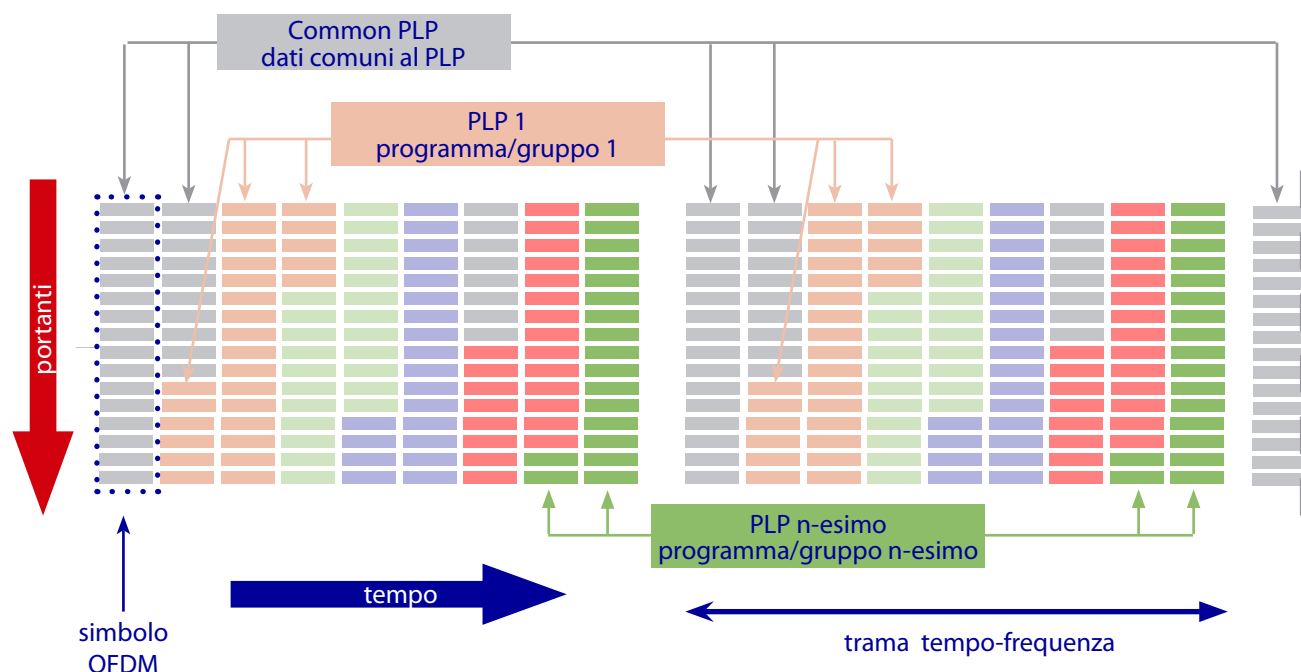 Common PLP
dati comuni al PLP
PLP 1
programma/gruppo 1
portanti
PLP n-esimo
programma/gruppo n-esimo
tempo
simbolo
OFDM
trama tempo-frequenza